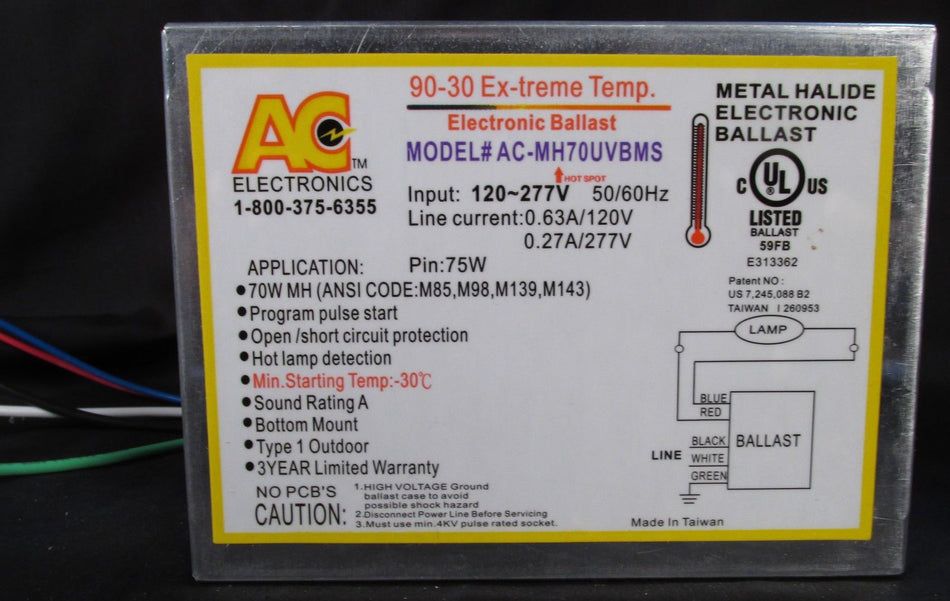 AC
TM
ELECTRONICS
1-800-375-6355
90-30 Ex-treme Temp.
Electronic Ballast
MODEL# AC-MH70UVBMS
HOT SPOT
Input: 120~277V 50/60Hz
Line current:0.63A/120V
0.27A/277V
Pin:75W
METAL HALIDE
ELECTRONIC
BALLAST
C UL US
LISTED
BALLAST
59FB
E313362
Patent NO :
US 7,245,088 B2
TAIWAN I 260953
APPLICATION:
●70W MH (ANSI CODE:M85,M98,M139,M143)
●Program pulse start
●Open /short circuit protection
●Hot lamp detection
●Min.Starting Temp:-30℃
●Sound Rating A
●Bottom Mount
●Type 1 Outdoor
●3YEAR Limited Warranty
NO PCB'S
CAUTION:
1.HIGH VOLTAGE Ground
ballast case to avoid
possible shock hazard
2.Disconnect Power Line Before Servicing
3.Must use min.4KV pulse rated socket.
LAMP
BLUE
RED
BLACK
LINE WHITE
GREEN
BALLAST
Made In Taiwan